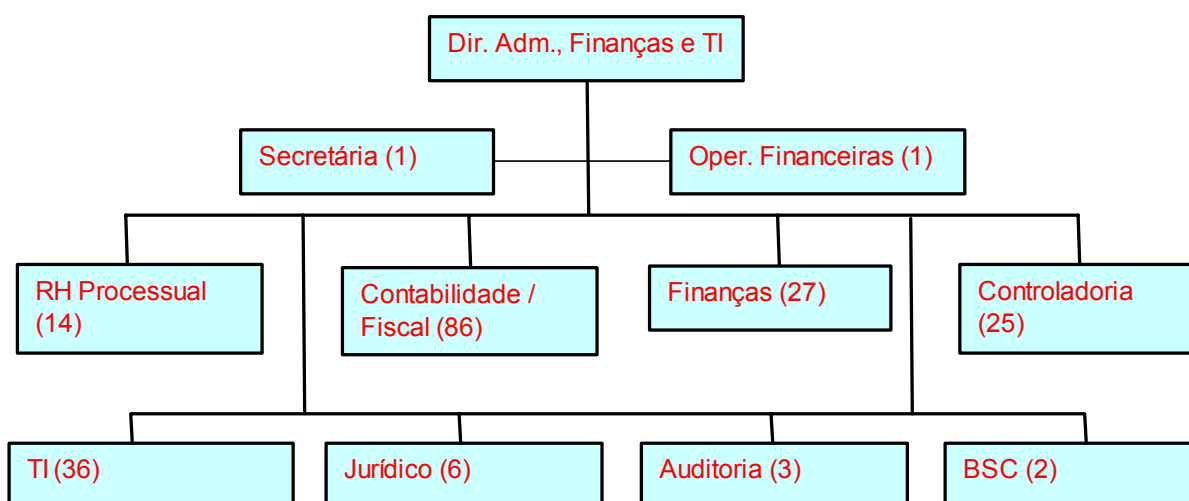 Dir. Adm., Finanças e TI
Secretária (1)
Oper. Financeiras (1)
RH Processual
(14)
Contabilidade /
Fiscal (86)
Finanças (27)
Controladoria
(25)
TI (36)
Jurídico (6)
Auditoria (3)
BSC (2)